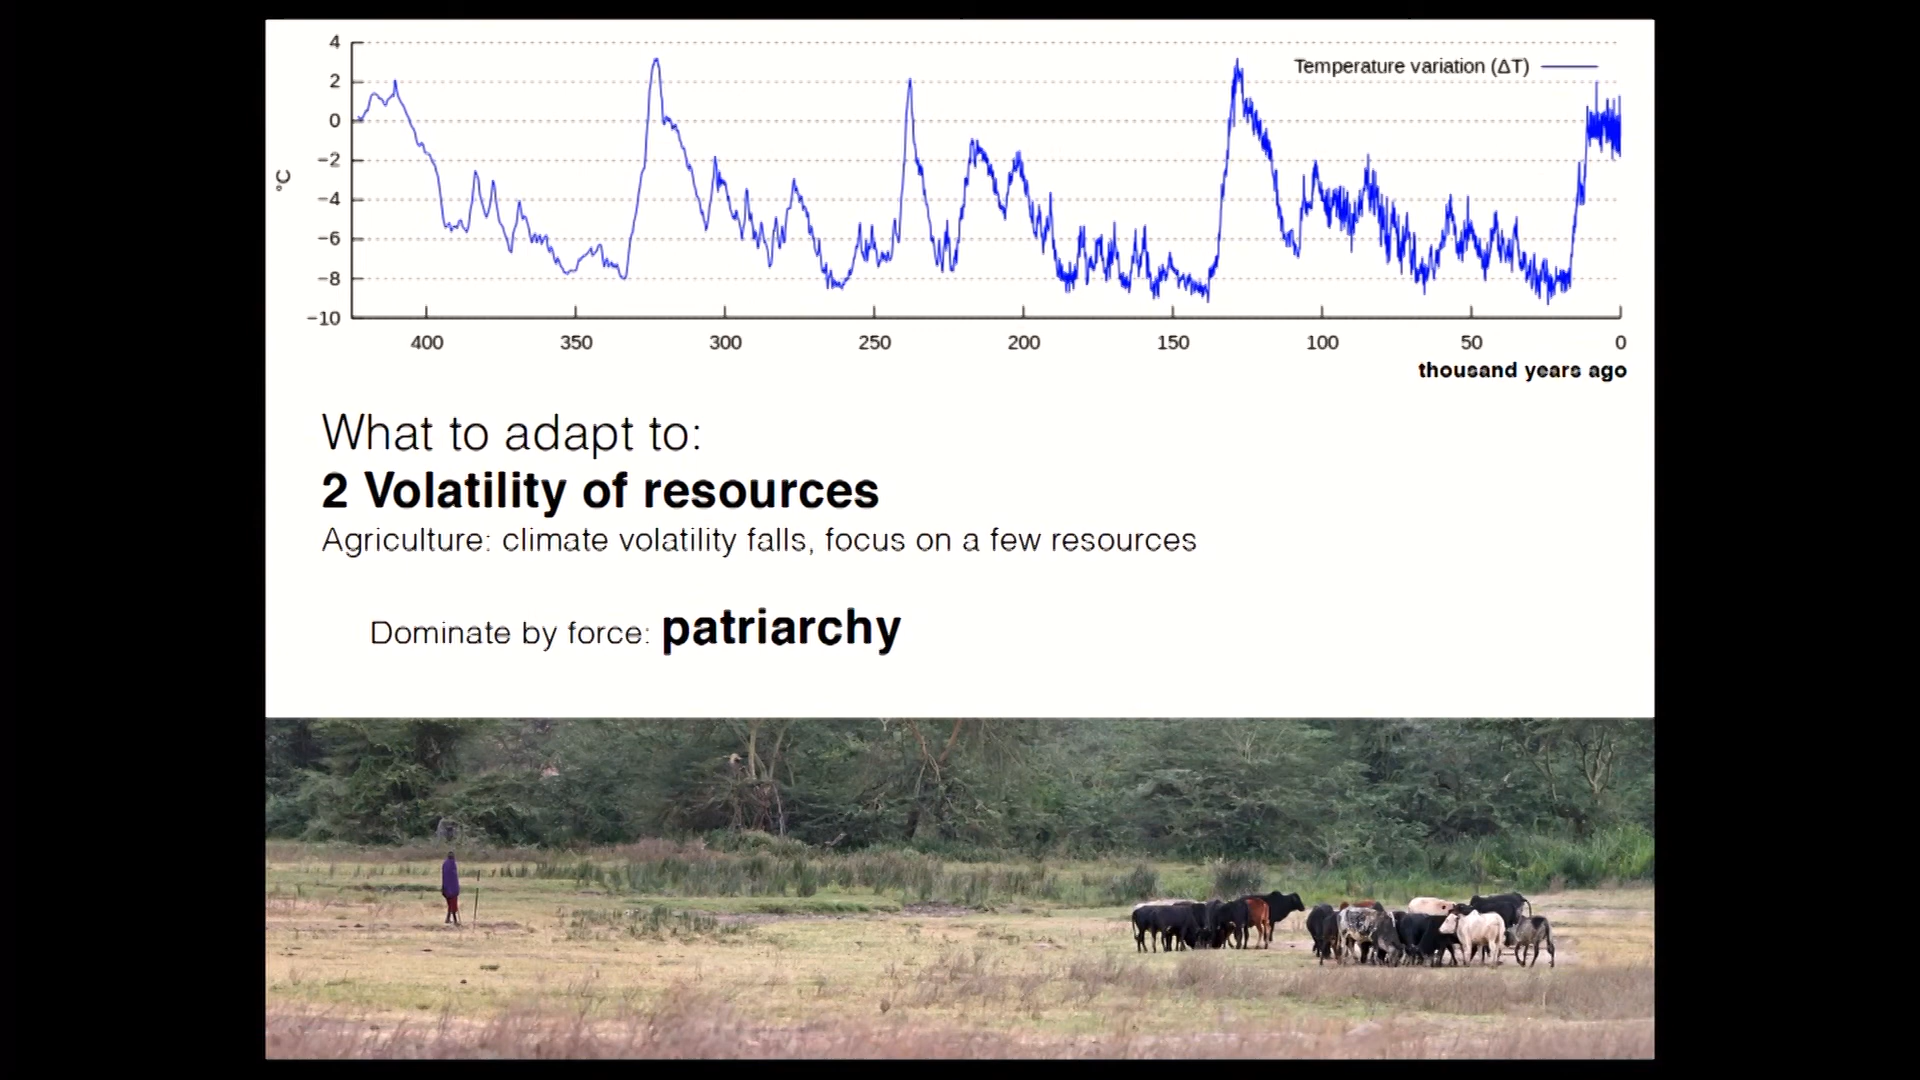 4
2
0
−2
−4
−6
−8
−10
°C
Temperature variation (ΔT)
400 350 300 250 200 150 100 50 0
thousand years ago
What to adapt to:
2 Volatility of resources
Agriculture: climate volatility falls, focus on a few resources
Dominate by force: patriarchy